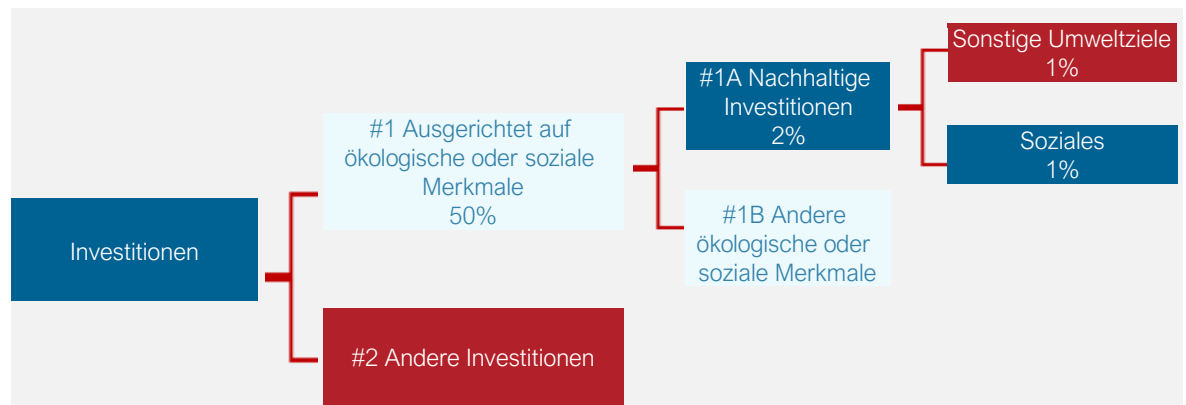 Investitionen
#1 Ausgerichtet auf
ökologische oder soziale
Merkmale
50%
#2 Andere Investitionen
#1A Nachhaltige
Investitionen
2%
#1B Andere
ökologische oder
soziale Merkmale
Sonstige Umweltziele
1%
Soziales
1%